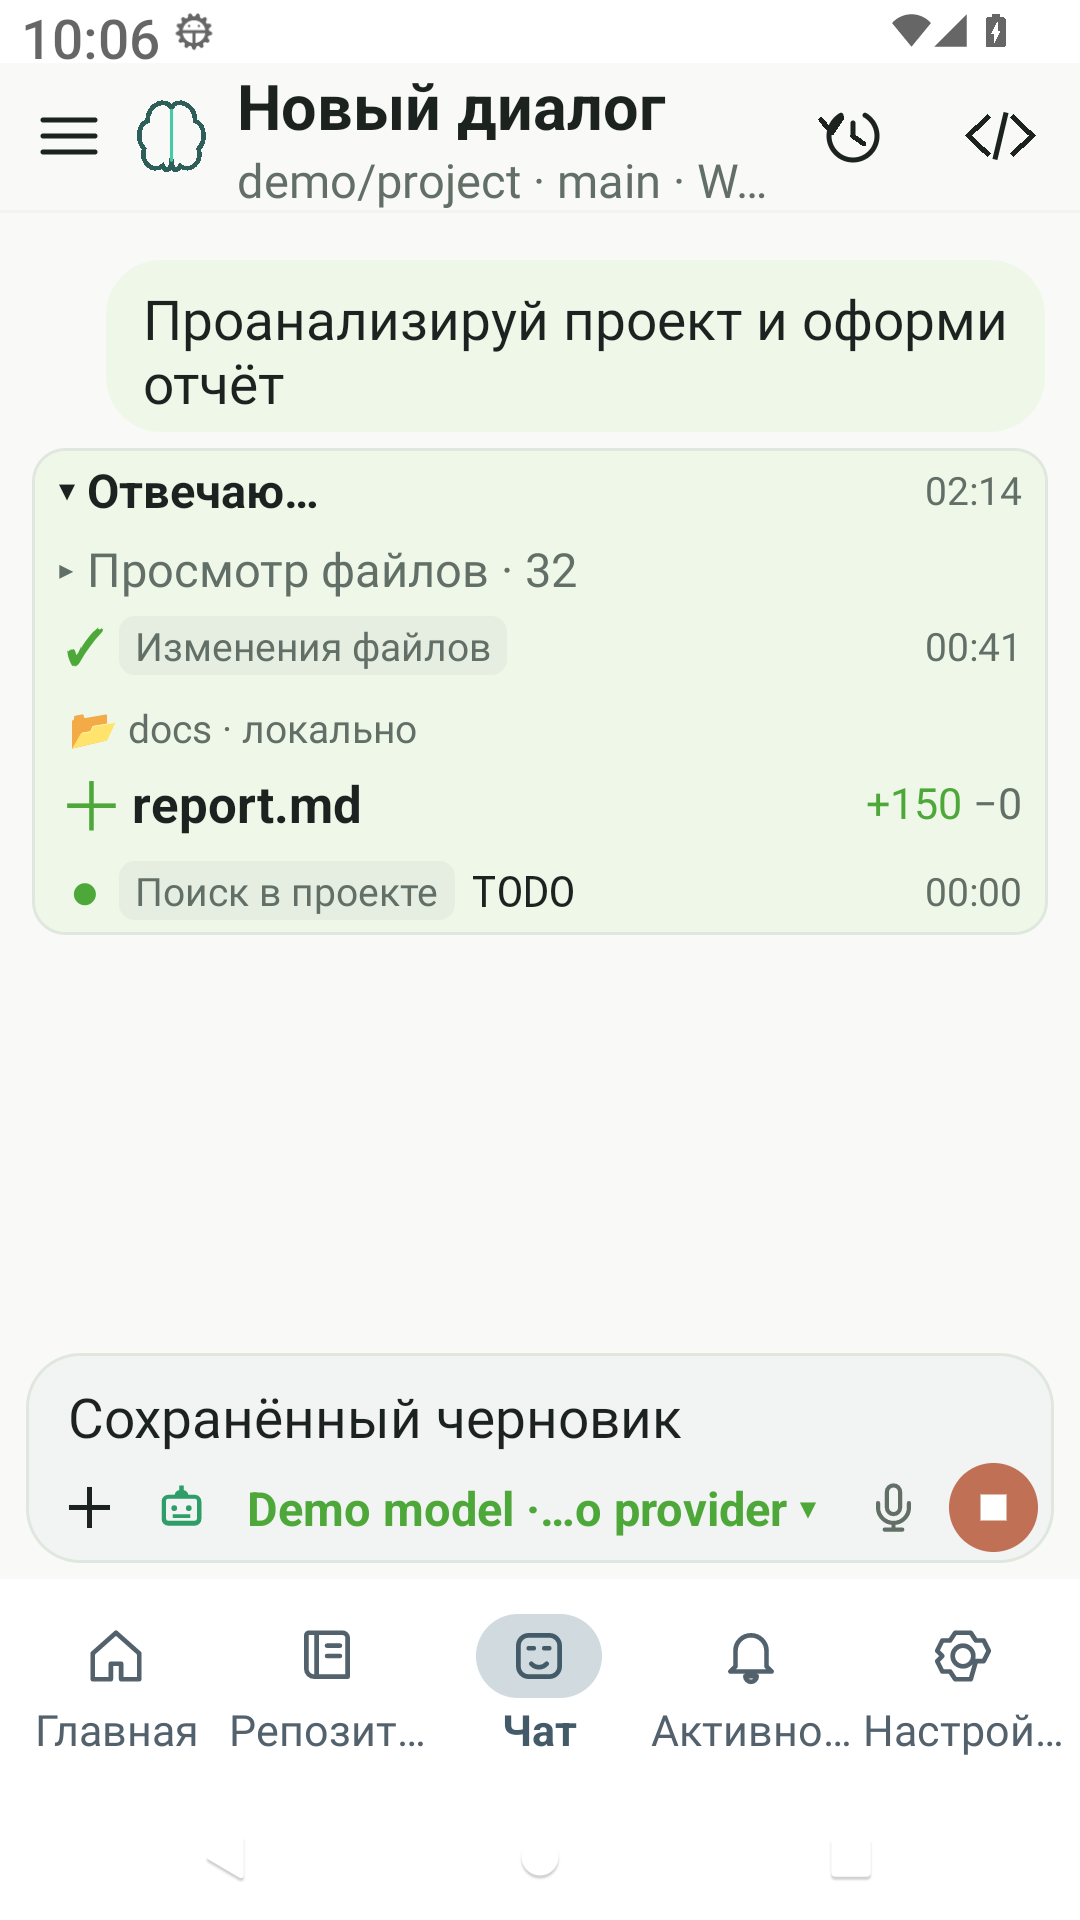 10:06
Новый диалог
demo/project · main · W...
Проанализируй проект и оформи
отчёт
▾ Отвечаю... 02:14
▸ Просмотр файлов · 32
✓ Изменения файлов 00:41
docs · локально
+ report.md +150 −0
● Поиск в проекте TODO 00:00
Сохранённый черновик
Demo model ·...o provider ▾
Главная Репозит... Чат Активно... Настрой...